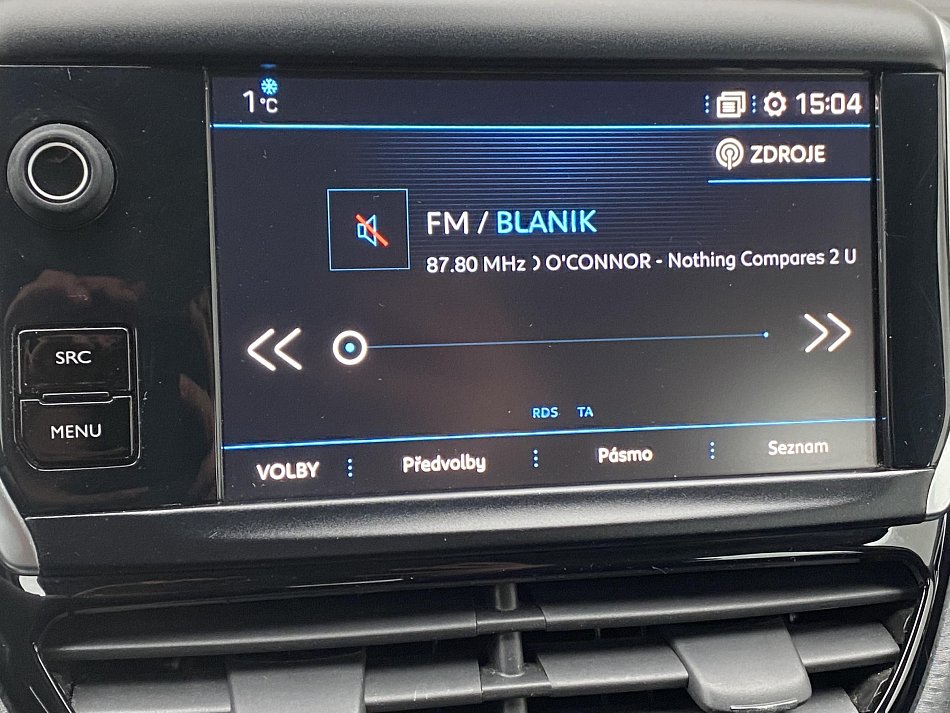 1°C
15:04
ZDROJE
FM / BLANIK
87.80 MHz O'CONNOR - Nothing Compares 2 U
SRC
MENU
RDS TA
VOLBY Předvolby Pásmo Seznam